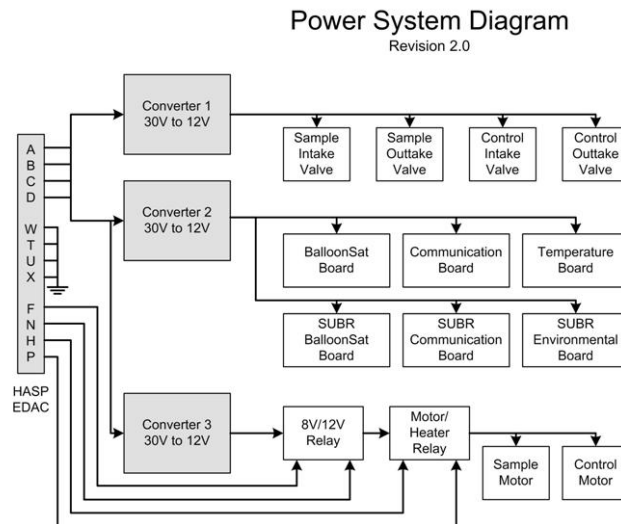 Power System Diagram
Revision 2.0
Converter 1
30V to 12V
Sample
Intake
Valve
Sample
Outtake
Valve
Control
Intake
Valve
Control
Outtake
Valve
A
B
C
D
W
T
U
X
F
N
H
P
HASP
EDAC
Converter 2
30V to 12V
BalloonSat
Board
Communication
Board
Temperature
Board
SUBR
BalloonSat
Board
SUBR
Communication
Board
SUBR
Environmental
Board
Converter 3
30V to 12V
8V/12V
Relay
Motor/
Heater
Relay
Sample
Motor
Control
Motor